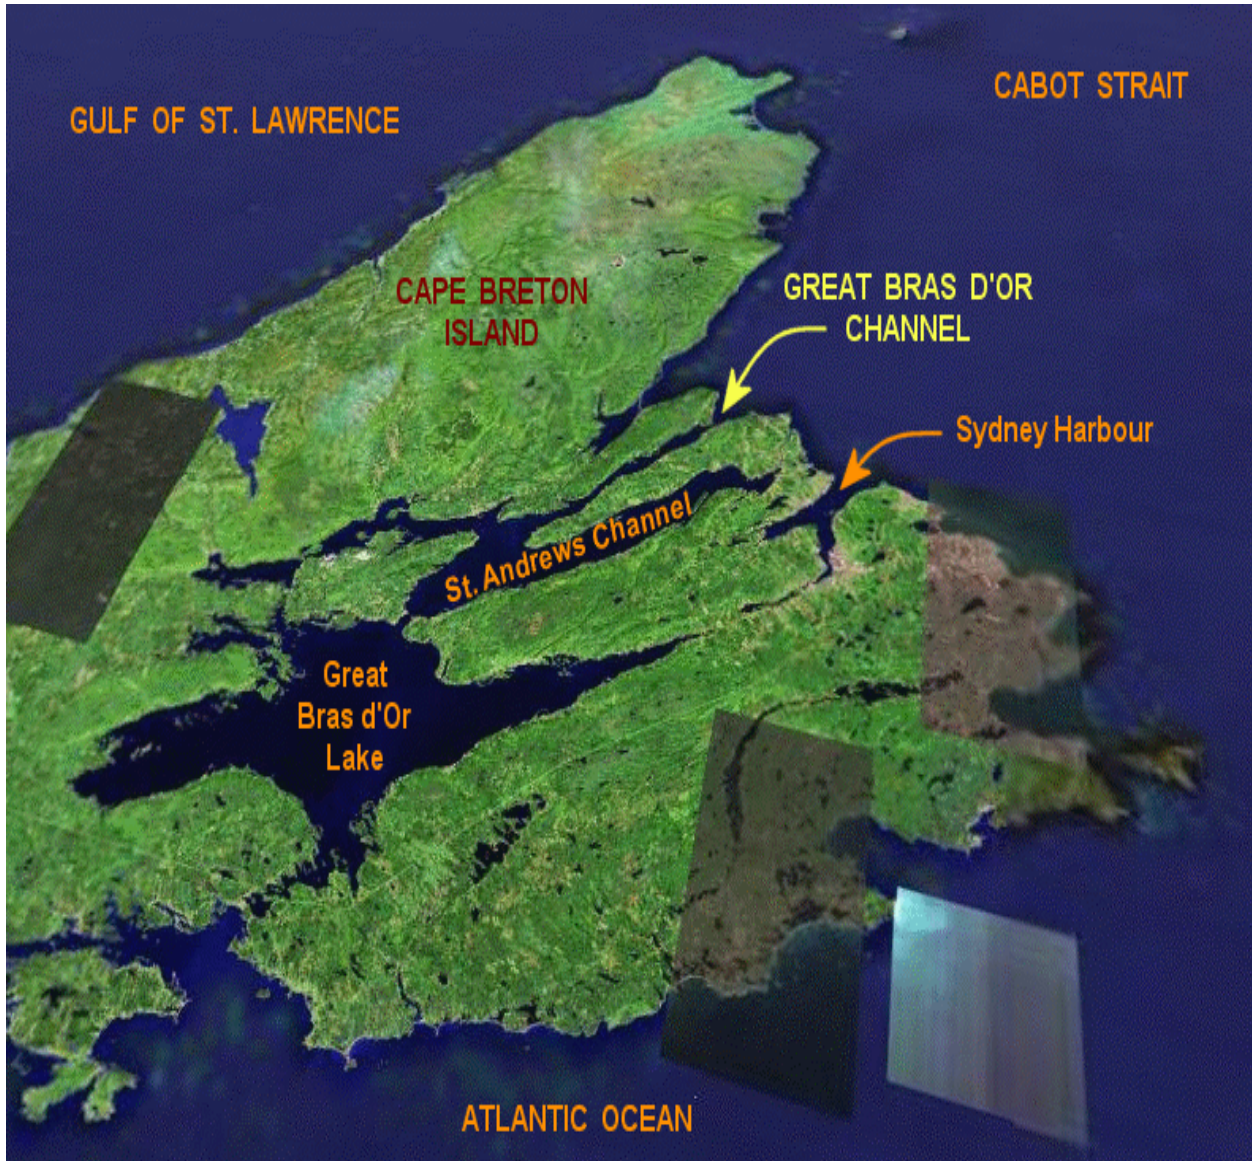 CABOT STRAIT
GULF OF ST. LAWRENCE
CAPE BRETON
ISLAND
GREAT BRAS D'OR
CHANNEL
Sydney Harbour
St. Andrews Channel
Great
Bras d'Or
Lake
ATLANTIC OCEAN